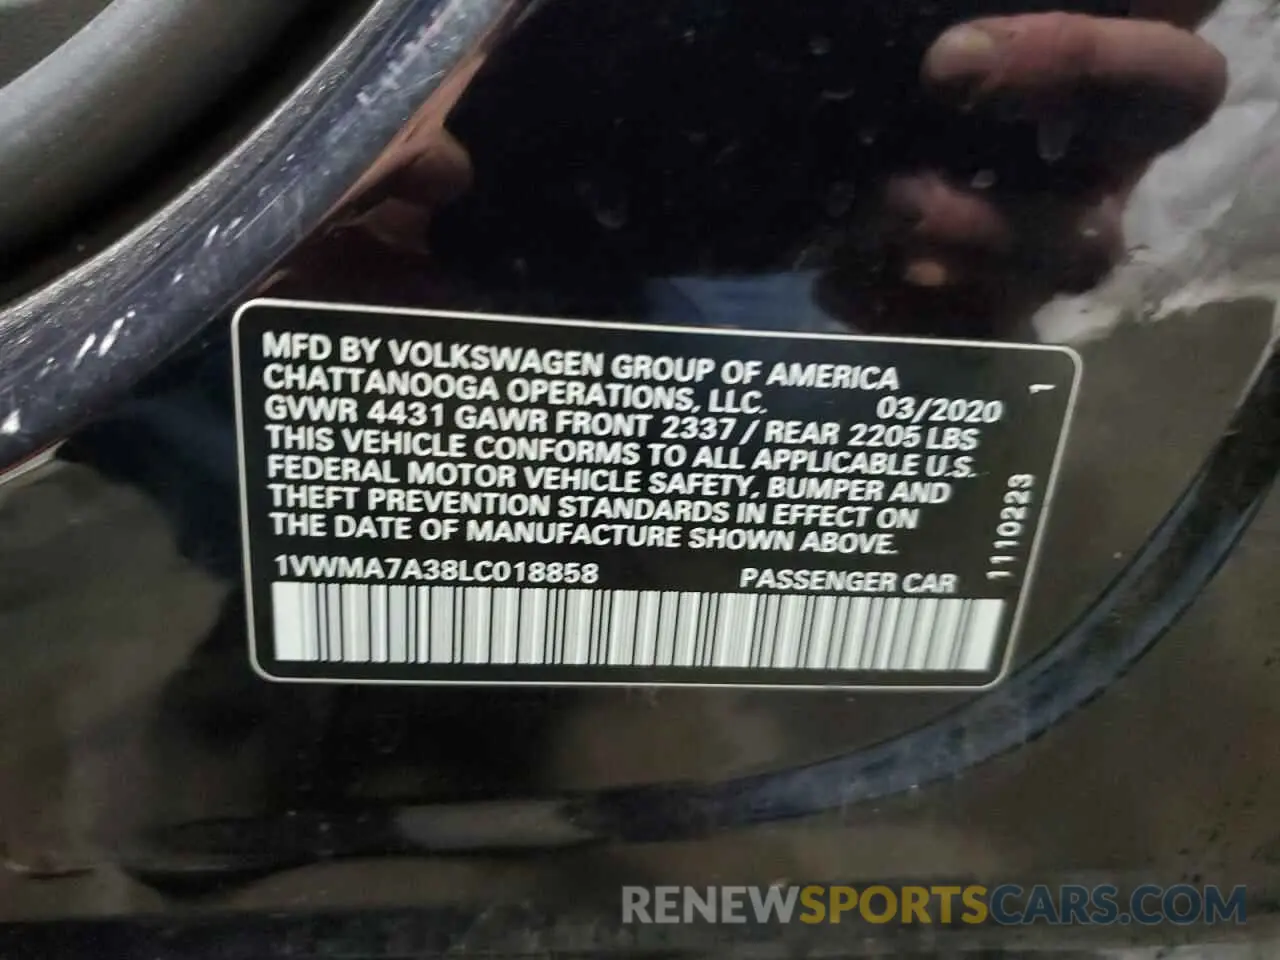 MFD BY VOLKSWAGEN GROUP OF AMERICA
CHATTANOOGA OPERATIONS, LLC. 03/2020
GVWR 4431 GAWR FRONT 2337 / REAR 2205 LBS
THIS VEHICLE CONFORMS TO ALL APPLICABLE U.S.
FEDERAL MOTOR VEHICLE SAFETY, BUMPER AND
THEFT PREVENTION STANDARDS IN EFFECT ON
THE DATE OF MANUFACTURE SHOWN ABOVE.
1VWMA7A38LC018858 PASSENGER CAR
1110223 1
RENEWSPORTSCARS.COM